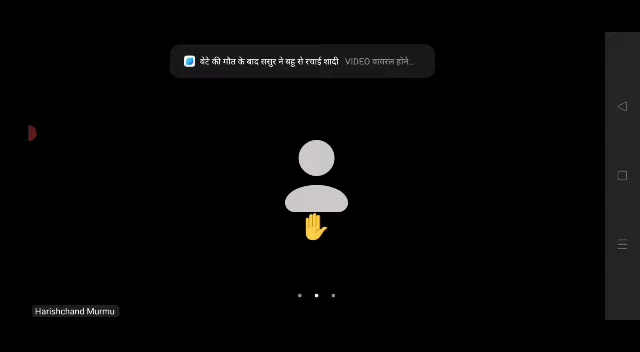 बेटे की मौत के बाद ससुर ने बहु से रचाई शादी VIDEO वायरल होने...
Harishchand Murmu